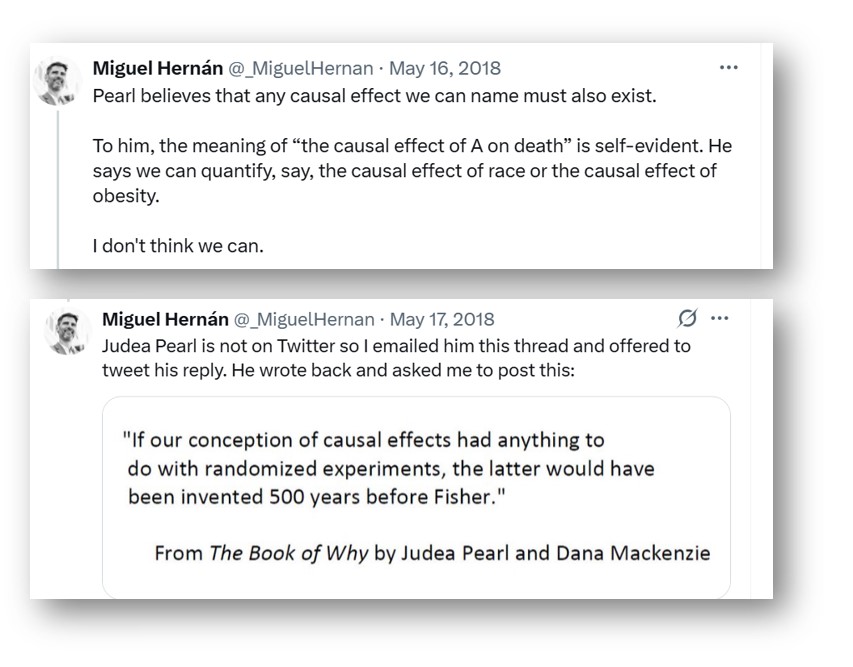 Miguel Hernán @_MiguelHernan · May 16, 2018
Pearl believes that any causal effect we can name must also exist.
To him, the meaning of “the causal effect of A on death” is self-evident. He
says we can quantify, say, the causal effect of race or the causal effect of
obesity.
I don't think we can.
Miguel Hernán @_MiguelHernan · May 17, 2018
Judea Pearl is not on Twitter so I emailed him this thread and offered to
tweet his reply. He wrote back and asked me to post this:
"If our conception of causal effects had anything to
do with randomized experiments, the latter would have
been invented 500 years before Fisher."
From The Book of Why by Judea Pearl and Dana Mackenzie